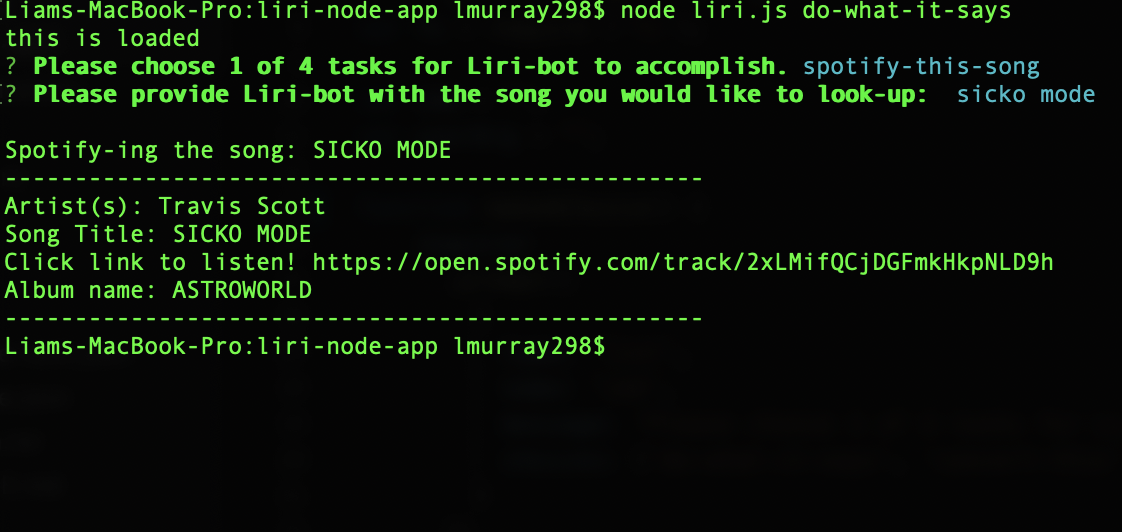 Liams-MacBook-Pro:liri-node-app lmurray298$ node liri.js do-what-it-says
this is loaded
? Please choose 1 of 4 tasks for Liri-bot to accomplish. spotify-this-song
? Please provide Liri-bot with the song you would like to look-up:  sicko mode
Spotify-ing the song: SICKO MODE
--------------------------------------------------
Artist(s): Travis Scott
Song Title: SICKO MODE
Click link to listen! https://open.spotify.com/track/2xLMifQCjDGFmkHkpNLD9h
Album name: ASTROWORLD
--------------------------------------------------
Liams-MacBook-Pro:liri-node-app lmurray298$